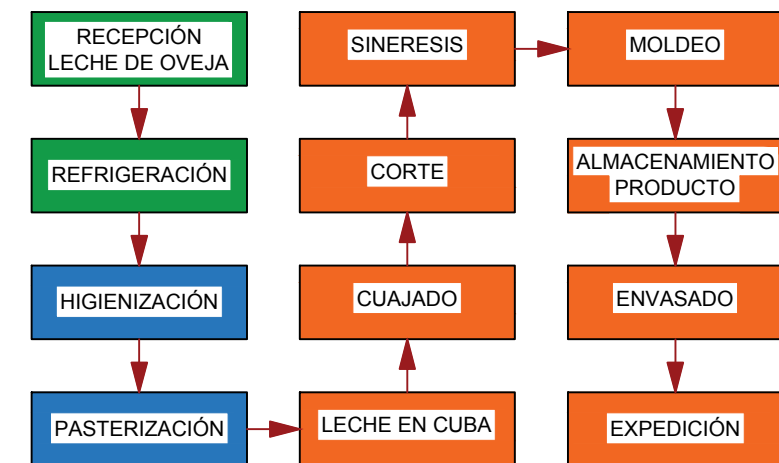 RECEPCIÓN
LECHE DE OVEJA
REFRIGERACIÓN
HIGIENIZACIÓN
PASTERIZACIÓN
LECHE EN CUBA
CUAJADO
CORTE
SINERESIS
MOLDEO
ALMACENAMIENTO
PRODUCTO
ENVASADO
EXPEDICIÓN